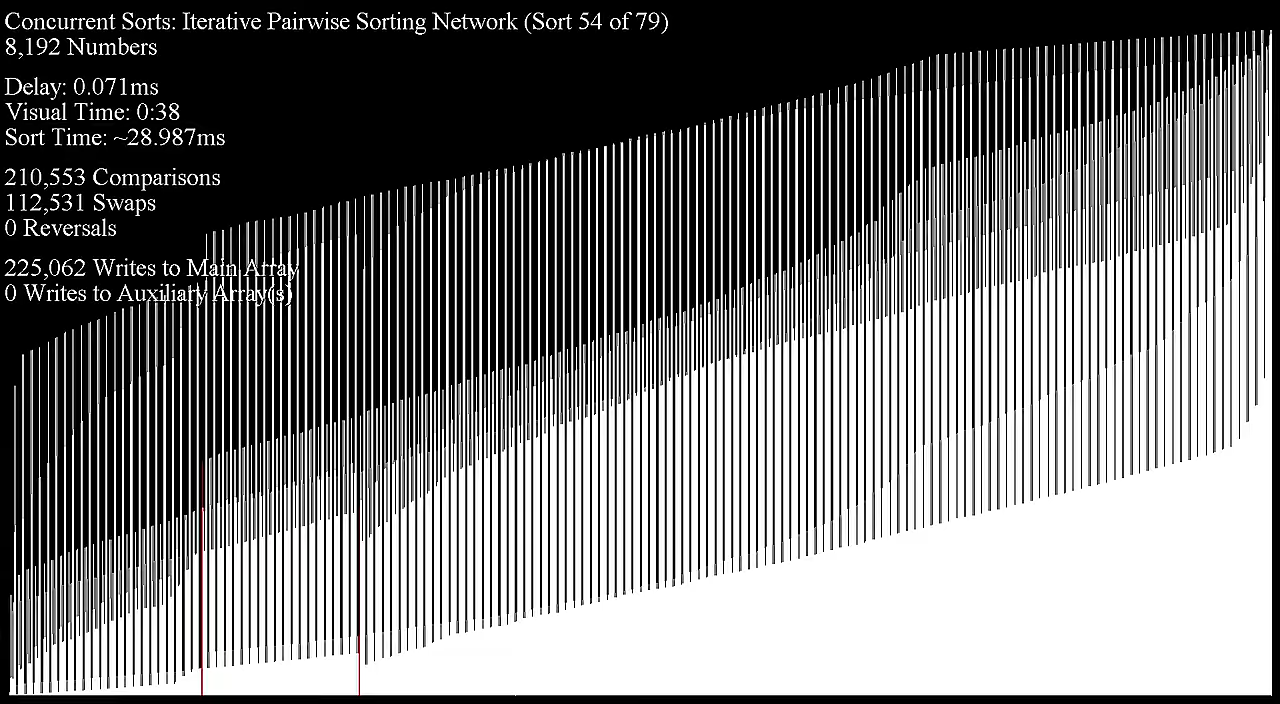 Concurrent Sorts: Iterative Pairwise Sorting Network (Sort 54 of 79)
8,192 Numbers
Delay: 0.071ms
Visual Time: 0:38
Sort Time: ~28.987ms
210,553 Comparisons
112,531 Swaps
0 Reversals
225,062 Writes to Main Array
0 Writes to Auxiliary Array(s)